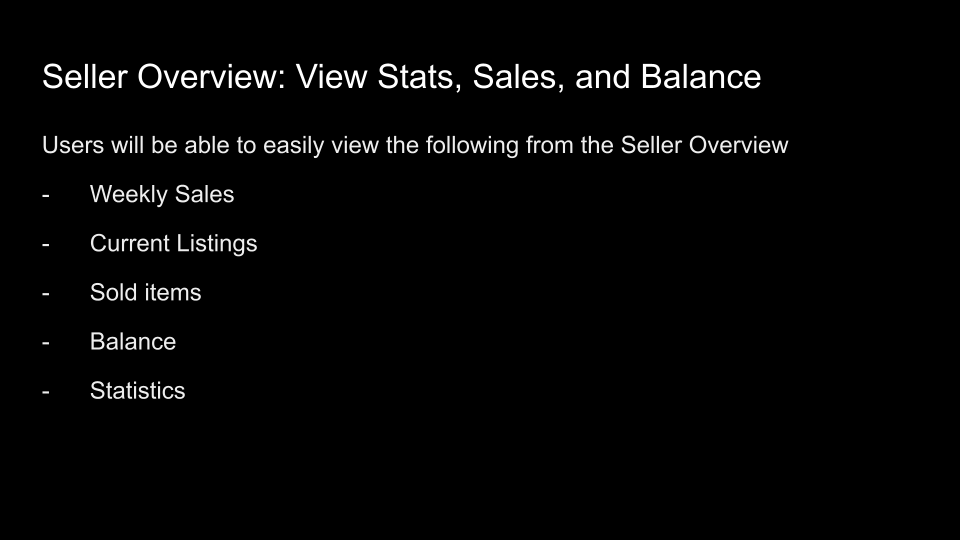 Seller Overview: View Stats, Sales, and Balance
Users will be able to easily view the following from the Seller Overview
- Weekly Sales
- Current Listings
- Sold items
- Balance
- Statistics